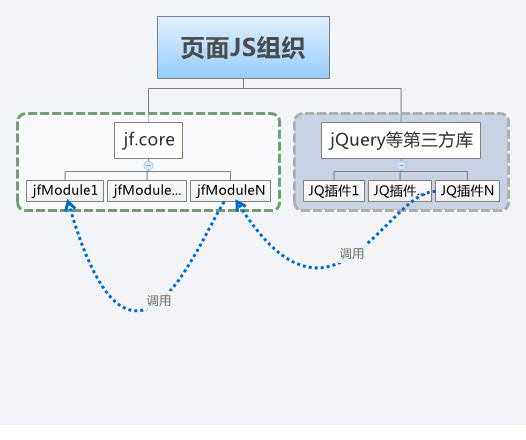 页面JS组织
jf.core
jQuery等第三方库
jfModule1
jfModule...
jfModuleN
JQ插件1
JQ插件...
JQ插件N
调用
调用